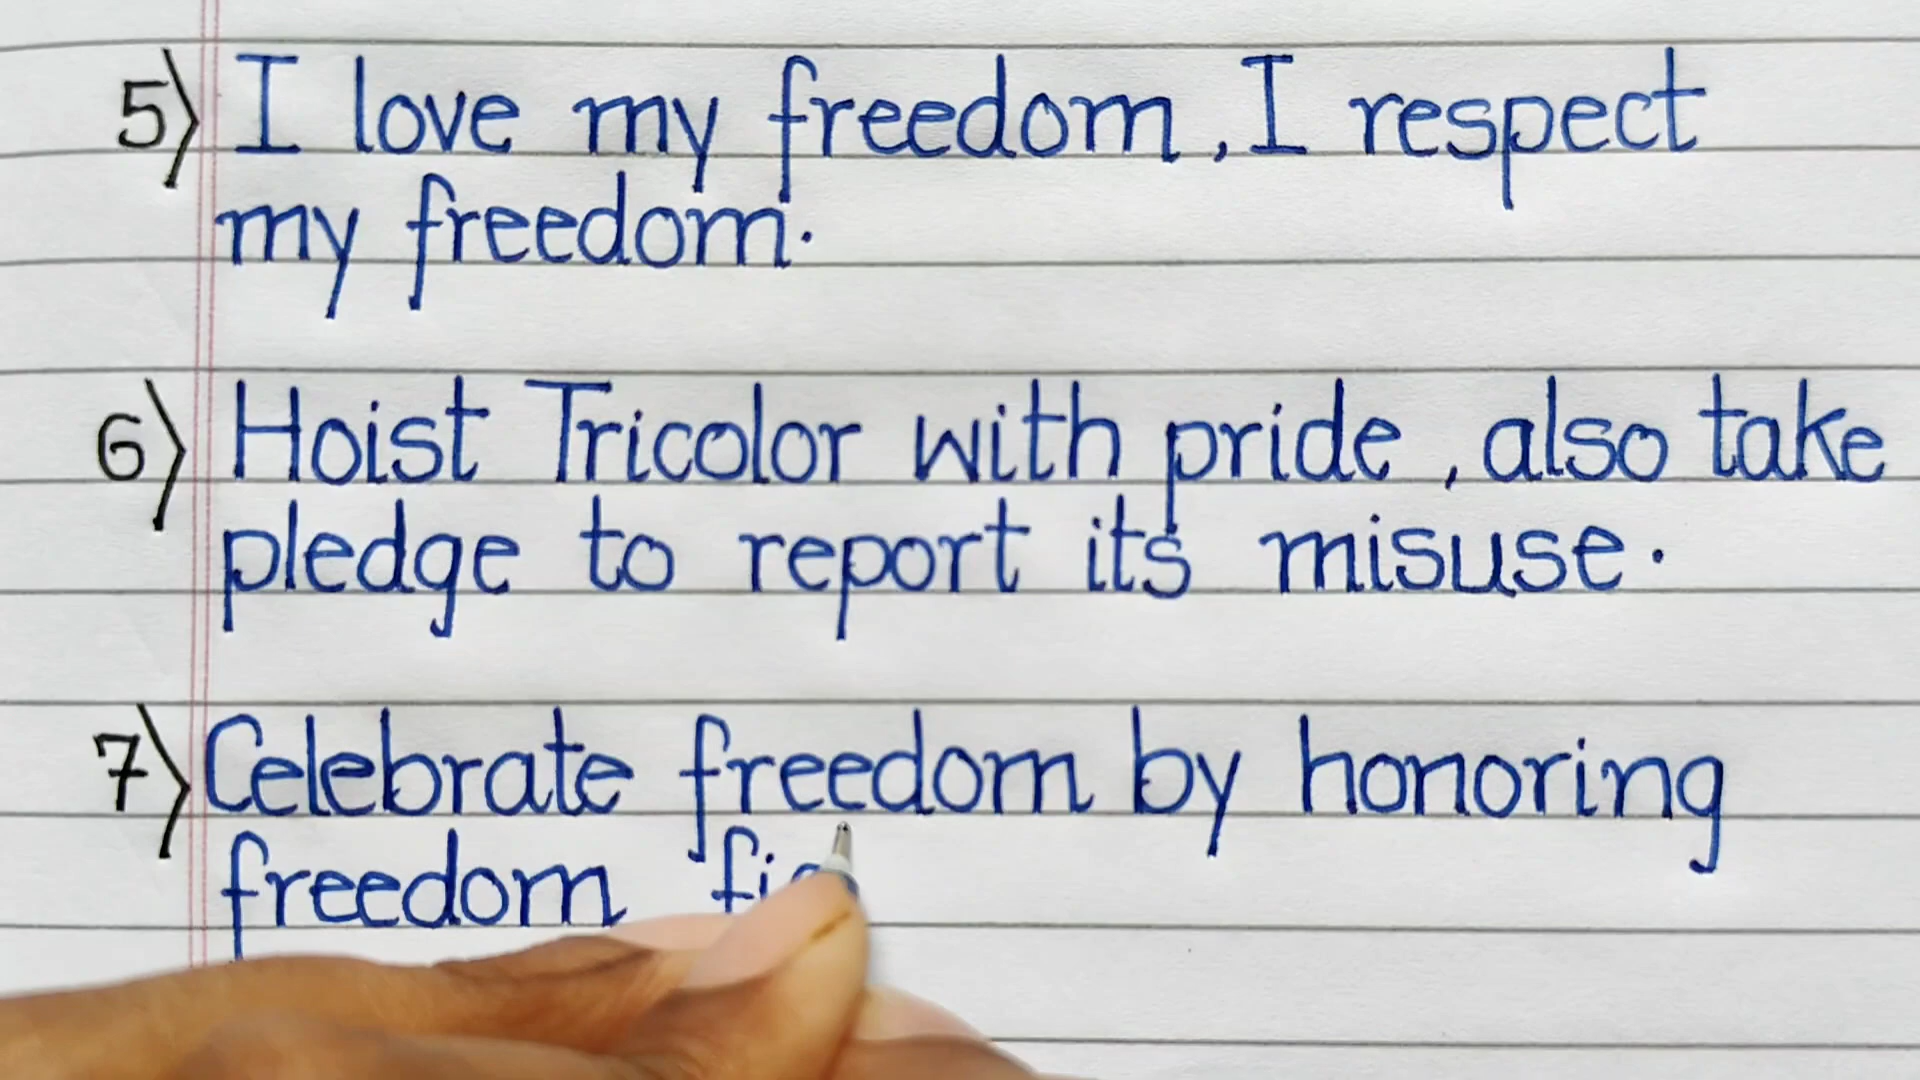 5) I love my freedom, I respect
my freedom.
6) Hoist Tricolor with pride, also take
pledge to report its misuse.
7) Celebrate freedom by honoring
freedom